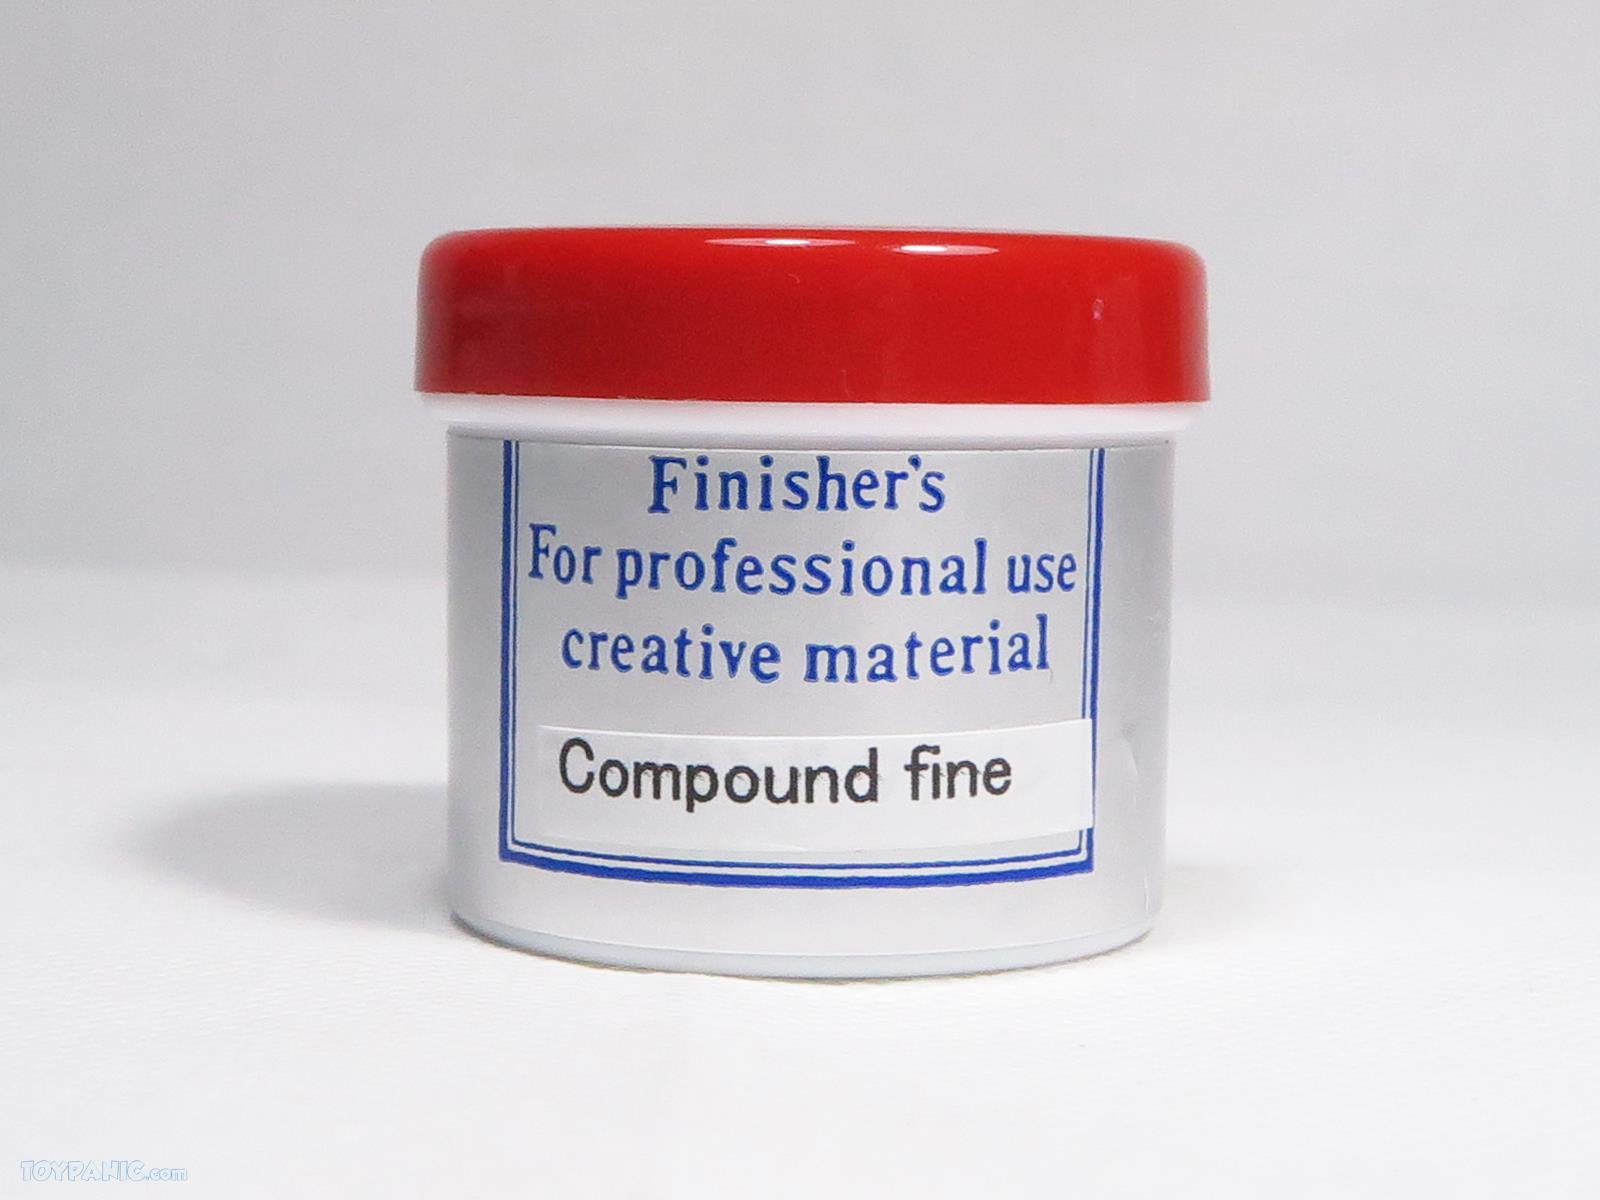 Finisher's
For professional use
creative material
Compound fine
TOYPANIC.com